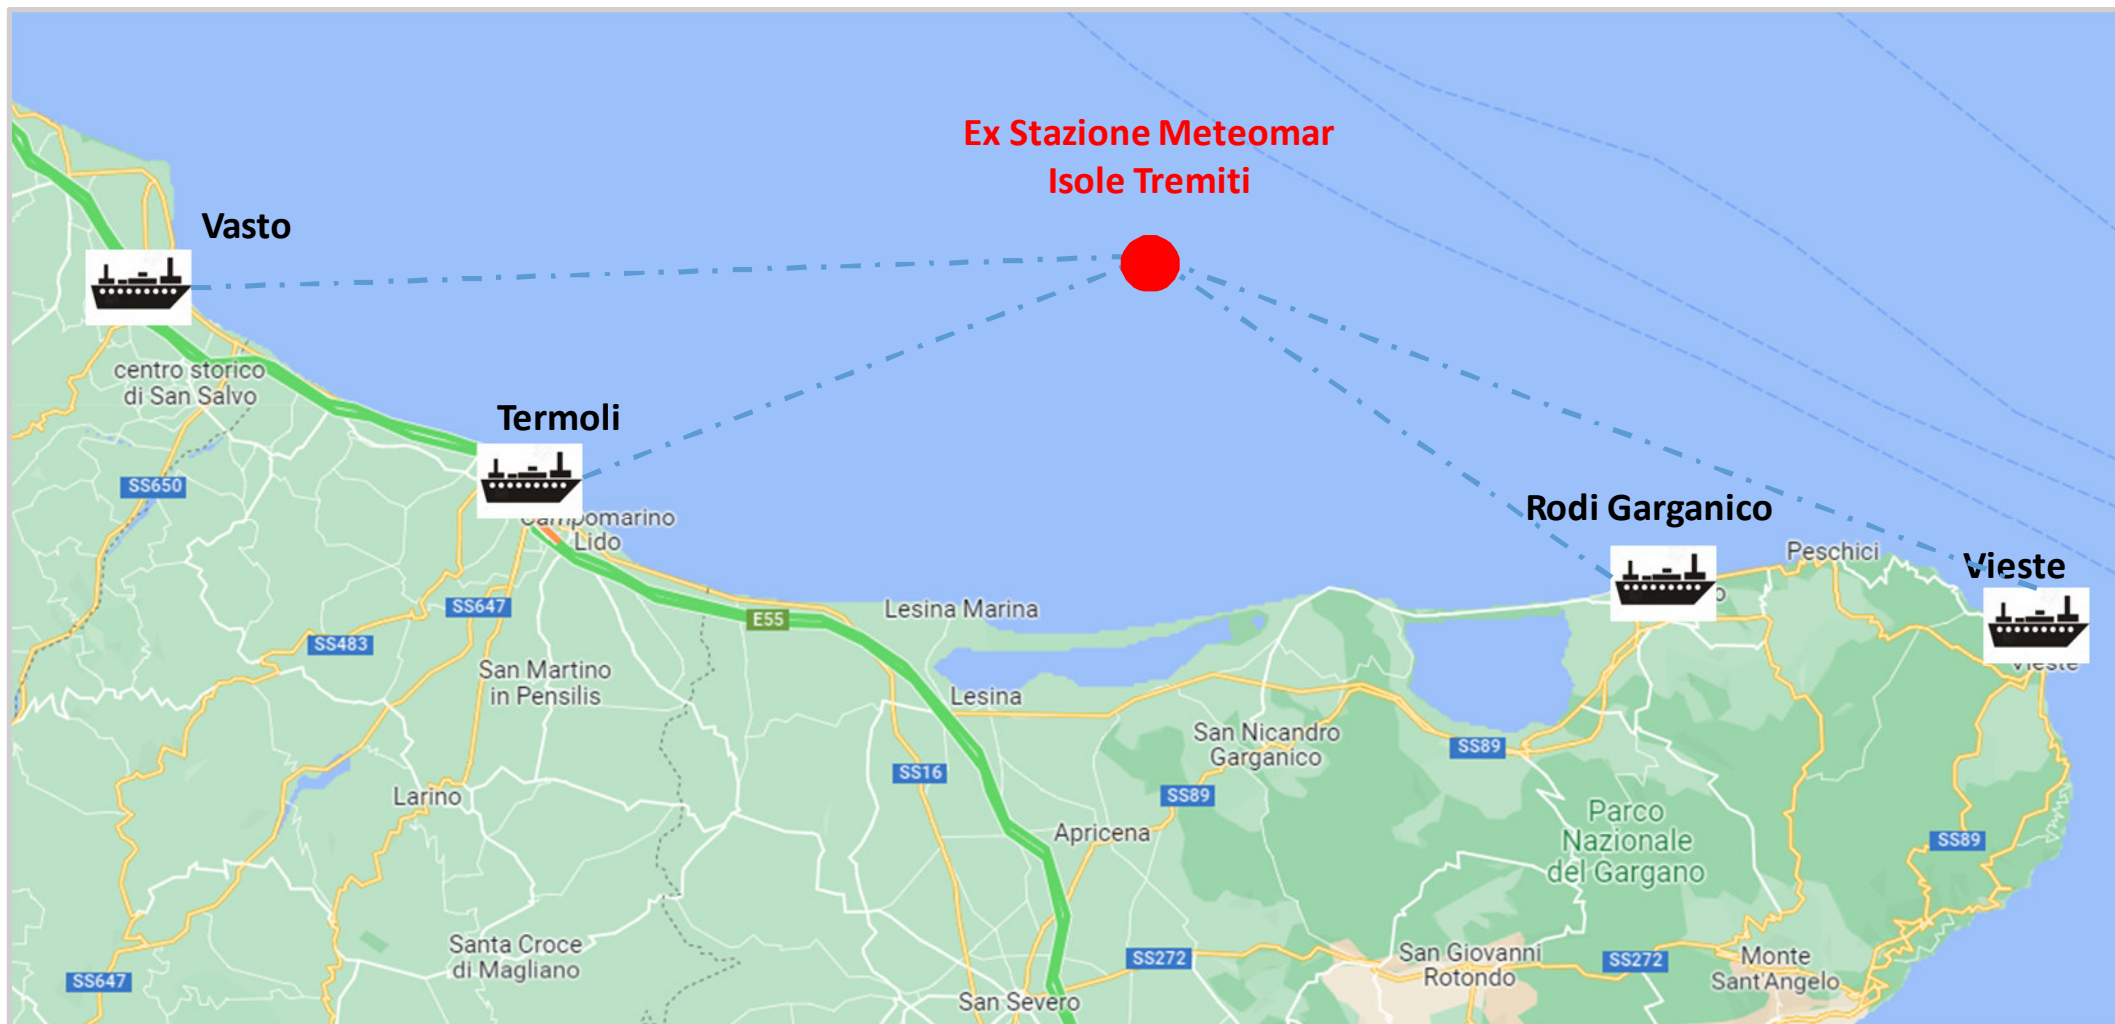 Ex Stazione Meteomar
Isole Tremiti
Vasto
centro storico
di San Salvo
Termoli
SS650
Campomarino
Lido
Rodi Garganico
Peschici
Vieste
Vieste
SS647
E55
Lesina Marina
SS483
San Martino
in Pensilis
Lesina
San Nicandro
Garganico
SS89
SS16
SS89
Larino
Apricena
Parco
Nazionale
del Gargano
SS89
Santa Croce
di Magliano
SS272
San Giovanni
Rotondo
SS272
Monte
Sant'Angelo
SS647
San Severo